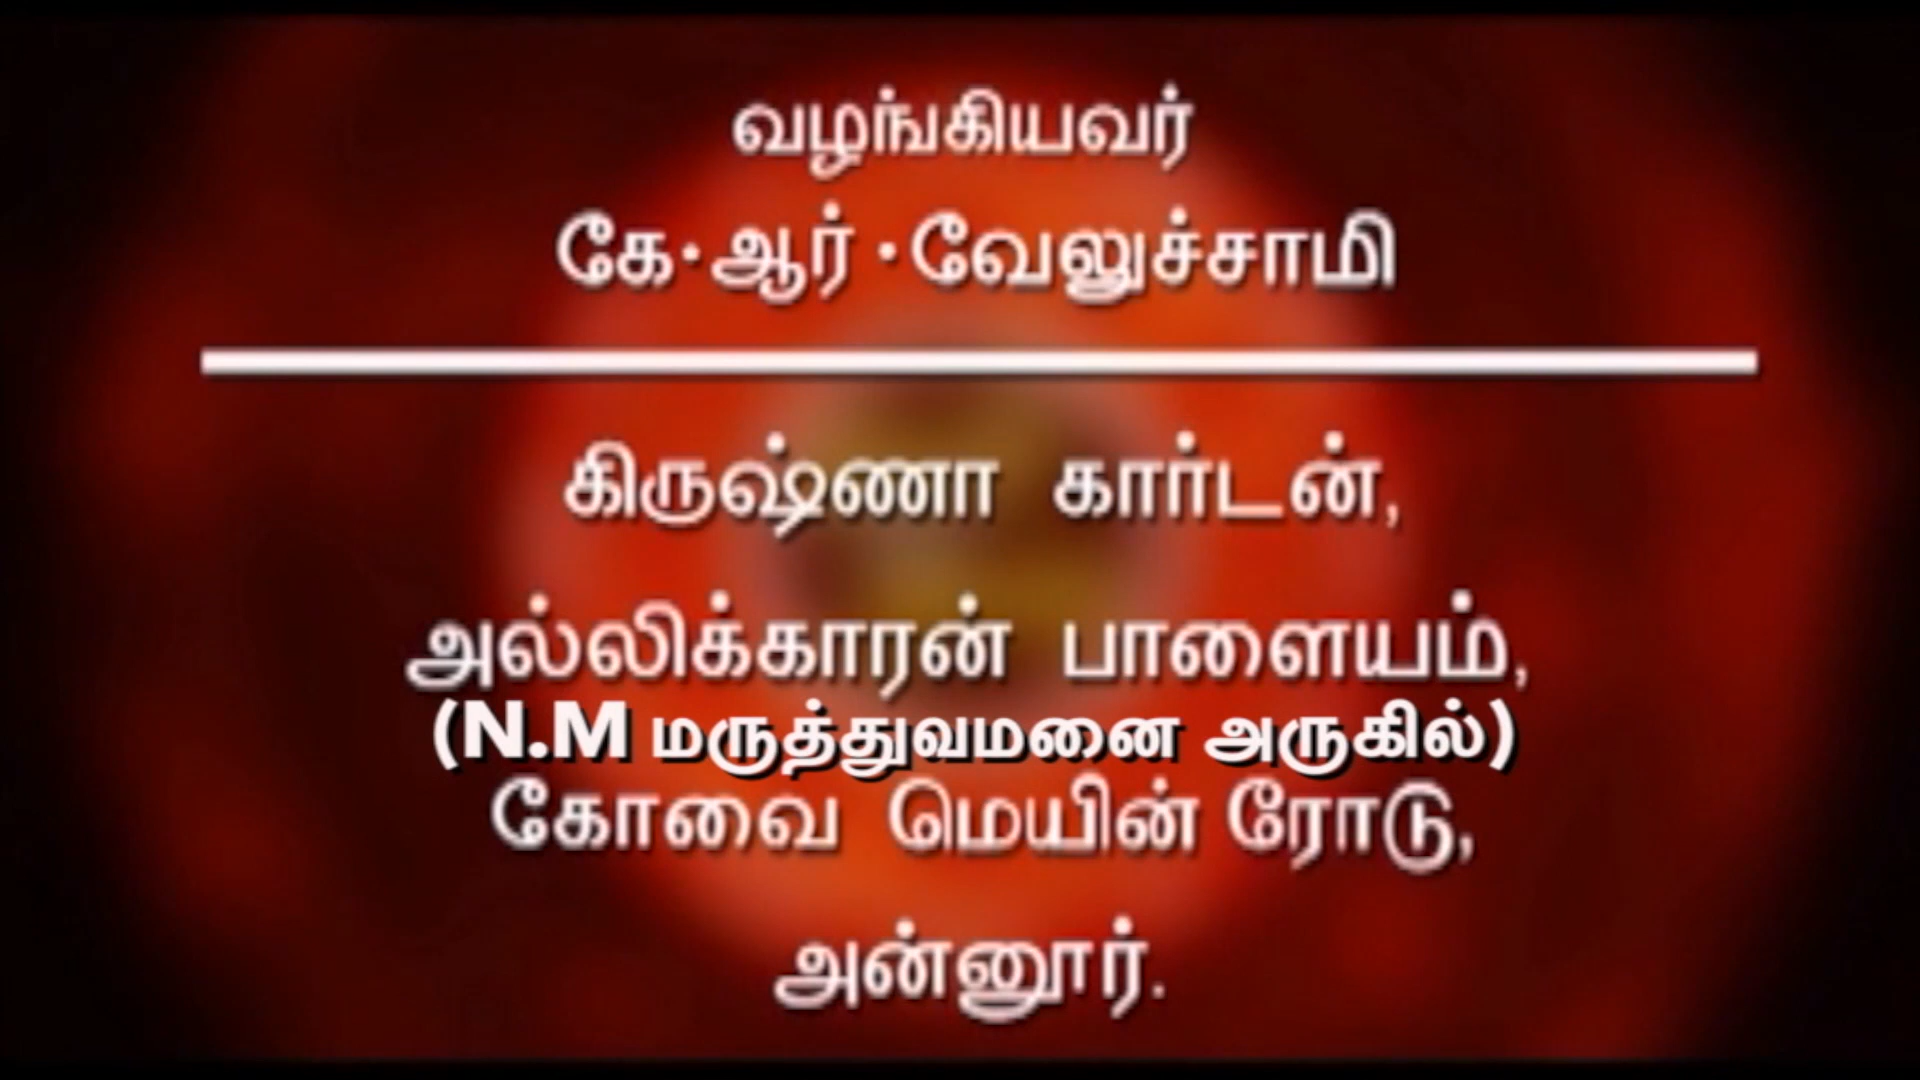 வழங்கியவர்
கே.ஆர்.வேலுச்சாமி
கிருஷ்ணா கார்டன்,
அல்லிக்காரன் பாளையம்,
(N.M மருத்துவமனை அருகில்)
கோவை மெயின் ரோடு,
அன்னூர்.